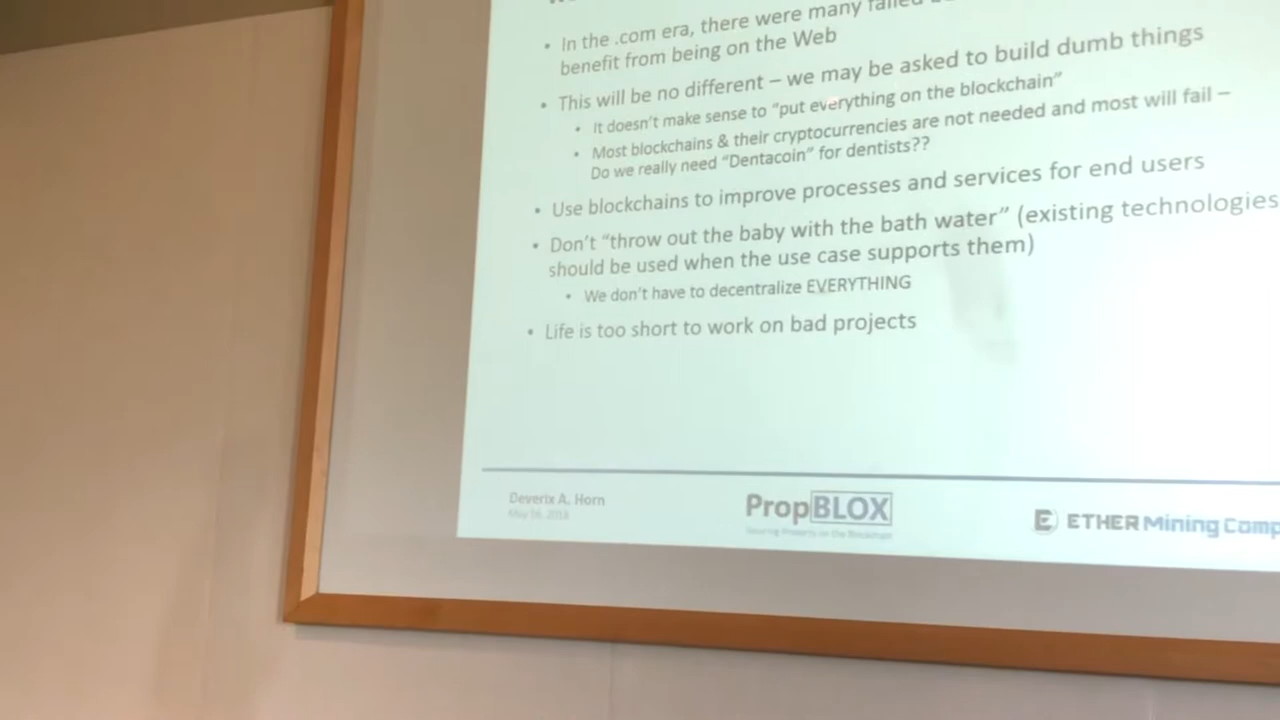 • In the .com era, there were many failed
benefit from being on the Web
• This will be no different – we may be asked to build dumb things
• It doesn't make sense to "put everything on the blockchain"
• Most blockchains & their cryptocurrencies are not needed and most will fail –
Do we really need "Dentacoin" for dentists??
• Use blockchains to improve processes and services for end users
• Don't "throw out the baby with the bath water" (existing technologies
should be used when the use case supports them)
• We don't have to decentralize EVERYTHING
• Life is too short to work on bad projects
Deverix A. Horn
PropBLOX
on the Blockchain
E ETHER Mining Comp